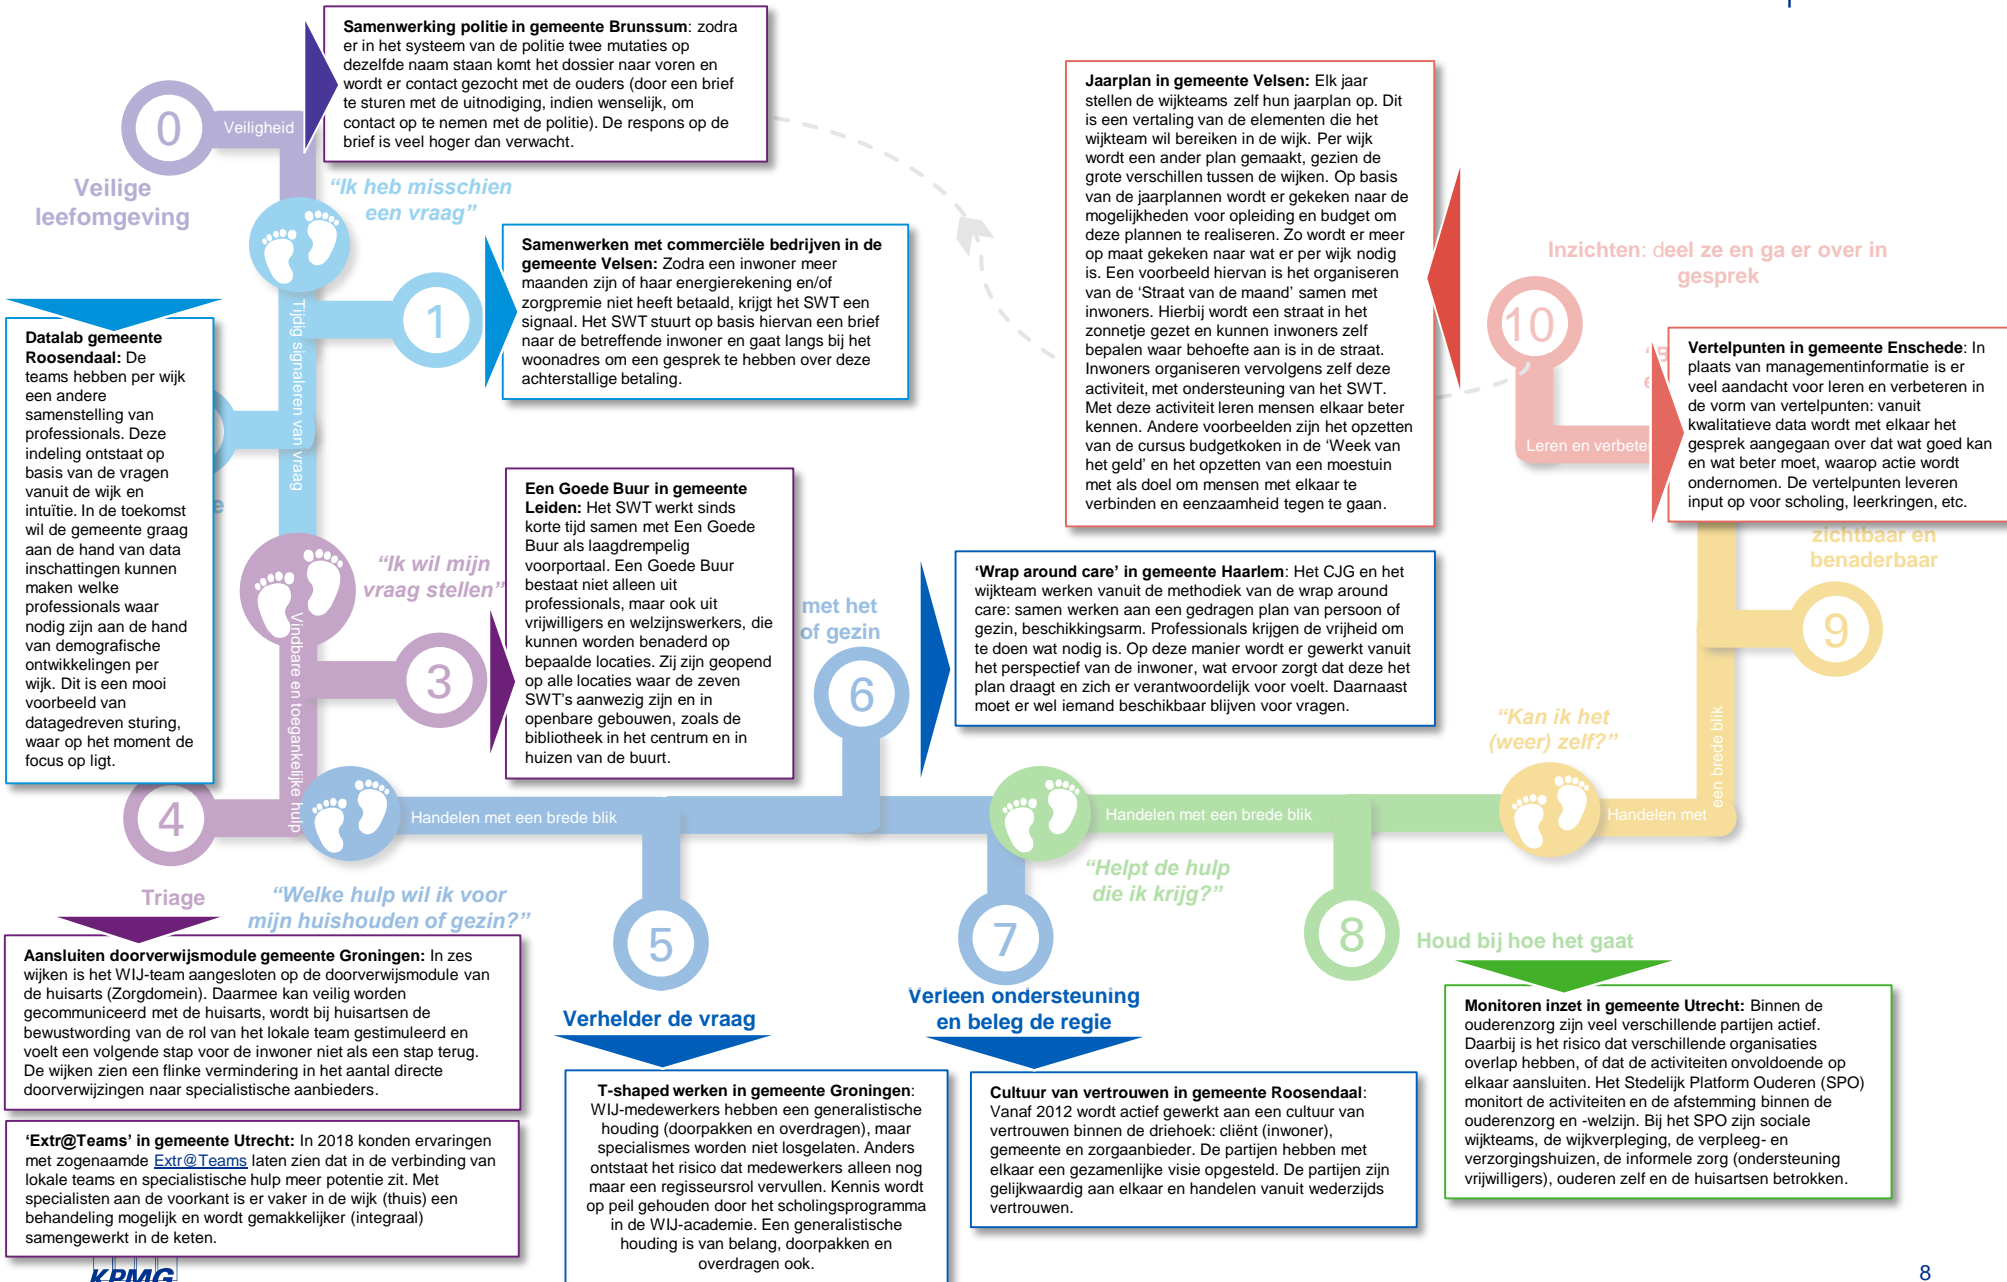 Samenwerking politie in gemeente Brunssum: zodra
er in het systeem van de politie twee mutaties op
dezelfde naam staan komt het dossier naar voren en
wordt er contact gezocht met de ouders (door een brief
te sturen met de uitnodiging, indien wenselijk, om
contact op te nemen met de politie). De respons op de
brief is veel hoger dan verwacht.
0
Veiligheid
Veilige
leefomgeving
“Ik heb misschien
een vraag”
Tijdig signaleren van vraag
1
Samenwerken met commerciële bedrijven in de
gemeente Velsen: Zodra een inwoner meer
maanden zijn of haar energierekening en/of
zorgpremie niet heeft betaald, krijgt het SWT een
signaal. Het SWT stuurt op basis hiervan een brief
naar de betreffende inwoner en gaat langs bij het
woonadres om een gesprek te hebben over deze
achterstallige betaling.
Datalab gemeente
Roosendaal: De
teams hebben per wijk
een andere
samenstelling van
professionals. Deze
indeling ontstaat op
basis van de vragen
vanuit de wijk en
intuïtie. In de toekomst
wil de gemeente graag
aan de hand van data
inschattingen kunnen
maken welke
professionals waar
nodig zijn aan de hand
van demografische
ontwikkelingen per
wijk. Dit is een mooi
voorbeeld van
datagedreven sturing,
waar op het moment de
focus op ligt.
“Ik wil mijn
vraag stellen”
Vindbare en toegankelijke hulp
3
Een Goede Buur in gemeente
Leiden: Het SWT werkt sinds
korte tijd samen met Een Goede
Buur als laagdrempelig
voorportaal. Een Goede Buur
bestaat niet alleen uit
professionals, maar ook uit
vrijwilligers en welzijnswerkers, die
kunnen worden benaderd op
bepaalde locaties. Zij zijn geopend
op alle locaties waar de zeven
SWT’s aanwezig zijn en in
openbare gebouwen, zoals de
bibliotheek in het centrum en in
huizen van de buurt.
4
Triage
Aansluiten doorverwijsmodule gemeente Groningen: In zes
wijken is het WIJ-team aangesloten op de doorverwijsmodule van
de huisarts (Zorgdomein). Daarmee kan veilig worden
gecommuniceerd met de huisarts, wordt bij huisartsen de
bewustwording van de rol van het lokale team gestimuleerd en
voelt een volgende stap voor de inwoner niet als een stap terug.
De wijken zien een flinke vermindering in het aantal directe
doorverwijzingen naar specialistische aanbieders.
‘Extr@Teams’ in gemeente Utrecht: In 2018 konden ervaringen
met zogenaamde Extr@Teams laten zien dat in de verbinding van
lokale teams en specialistische hulp meer potentie zit. Met
specialisten aan de voorkant is er vaker in de wijk (thuis) een
behandeling mogelijk en wordt gemakkelijker (integraal)
samengewerkt in de keten.
“Welke hulp wil ik voor
mijn huishouden of gezin?”
Handelen met een brede blik
5
Verhelder de vraag
T-shaped werken in gemeente Groningen:
WIJ-medewerkers hebben een generalistische
houding (doorpakken en overdragen), maar
specialismes worden niet losgelaten. Anders
ontstaat het risico dat medewerkers alleen nog
maar een regisseursrol vervullen. Kennis wordt
op peil gehouden door het scholingsprogramma
in de WIJ-academie. Een generalistische
houding is van belang, doorpakken en
overdragen ook.
met het
of gezin
6
‘Wrap around care’ in gemeente Haarlem: Het CJG en het
wijkteam werken vanuit de methodiek van de wrap around
care: samen werken aan een gedragen plan van persoon of
gezin, beschikkingsarm. Professionals krijgen de vrijheid om
te doen wat nodig is. Op deze manier wordt er gewerkt vanuit
het perspectief van de inwoner, wat ervoor zorgt dat deze het
plan draagt en zich er verantwoordelijk voor voelt. Daarnaast
moet er wel iemand beschikbaar blijven voor vragen.
7
Verleen ondersteuning
en beleg de regie
Cultuur van vertrouwen in gemeente Roosendaal:
Vanaf 2012 wordt actief gewerkt aan een cultuur van
vertrouwen binnen de driehoek: cliënt (inwoner),
gemeente en zorgaanbieder. De partijen hebben met
elkaar een gezamenlijke visie opgesteld. De partijen zijn
gelijkwaardig aan elkaar en handelen vanuit wederzijds
vertrouwen.
Handelen met een brede blik
“Helpt de hulp
die ik krijg?”
8
Houd bij hoe het gaat
Monitoren inzet in gemeente Utrecht: Binnen de
ouderenzorg zijn veel verschillende partijen actief.
Daarbij is het risico dat verschillende organisaties
overlap hebben, of dat de activiteiten onvoldoende op
elkaar aansluiten. Het Stedelijk Platform Ouderen (SPO)
monitort de activiteiten en de afstemming binnen de
ouderenzorg en -welzijn. Bij het SPO zijn sociale
wijkteams, de wijkverpleging, de verpleeg- en
verzorgingshuizen, de informele zorg (ondersteuning
vrijwilligers), ouderen zelf en de huisartsen betrokken.
“Kan ik het
(weer) zelf?”
Handelen met
een brede blik
9
zichtbaar en
benaderbaar
Jaarplan in gemeente Velsen: Elk jaar
stellen de wijkteams zelf hun jaarplan op. Dit
is een vertaling van de elementen die het
wijkteam wil bereiken in de wijk. Per wijk
wordt een ander plan gemaakt, gezien de
grote verschillen tussen de wijken. Op basis
van de jaarplannen wordt er gekeken naar de
mogelijkheden voor opleiding en budget om
deze plannen te realiseren. Zo wordt er meer
op maat gekeken naar wat er per wijk nodig
is. Een voorbeeld hiervan is het organiseren
van de ‘Straat van de maand’ samen met
inwoners. Hierbij wordt een straat in het
zonnetje gezet en kunnen inwoners zelf
bepalen waar behoefte aan is in de straat.
Inwoners organiseren vervolgens zelf deze
activiteit, met ondersteuning van het SWT.
Met deze activiteit leren mensen elkaar beter
kennen. Andere voorbeelden zijn het opzetten
van de cursus budgetkoken in de ‘Week van
het geld’ en het opzetten van een moestuin
met als doel om mensen met elkaar te
verbinden en eenzaamheid tegen te gaan.
Inzichten: deel ze en ga er over in
gesprek
10
Leren en verbete
Vertelpunten in gemeente Enschede: In
plaats van managementinformatie is er
veel aandacht voor leren en verbeteren in
de vorm van vertelpunten: vanuit
kwalitatieve data wordt met elkaar het
gesprek aangegaan over dat wat goed kan
en wat beter moet, waarop actie wordt
ondernomen. De vertelpunten leveren
input op voor scholing, leerkringen, etc.
KPMG
8